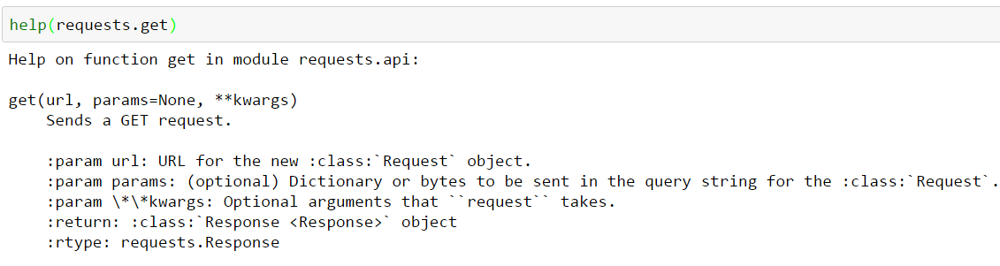 help(requests.get)
Help on function get in module requests.api:
get(url, params=None, **kwargs)
Sends a GET request.
:param url: URL for the new :class:`Request` object.
:param params: (optional) Dictionary or bytes to be sent in the query string for the :class:`Request`.
:param \*\*kwargs: Optional arguments that ``request`` takes.
:return: :class:`Response <Response>` object
:rtype: requests.Response